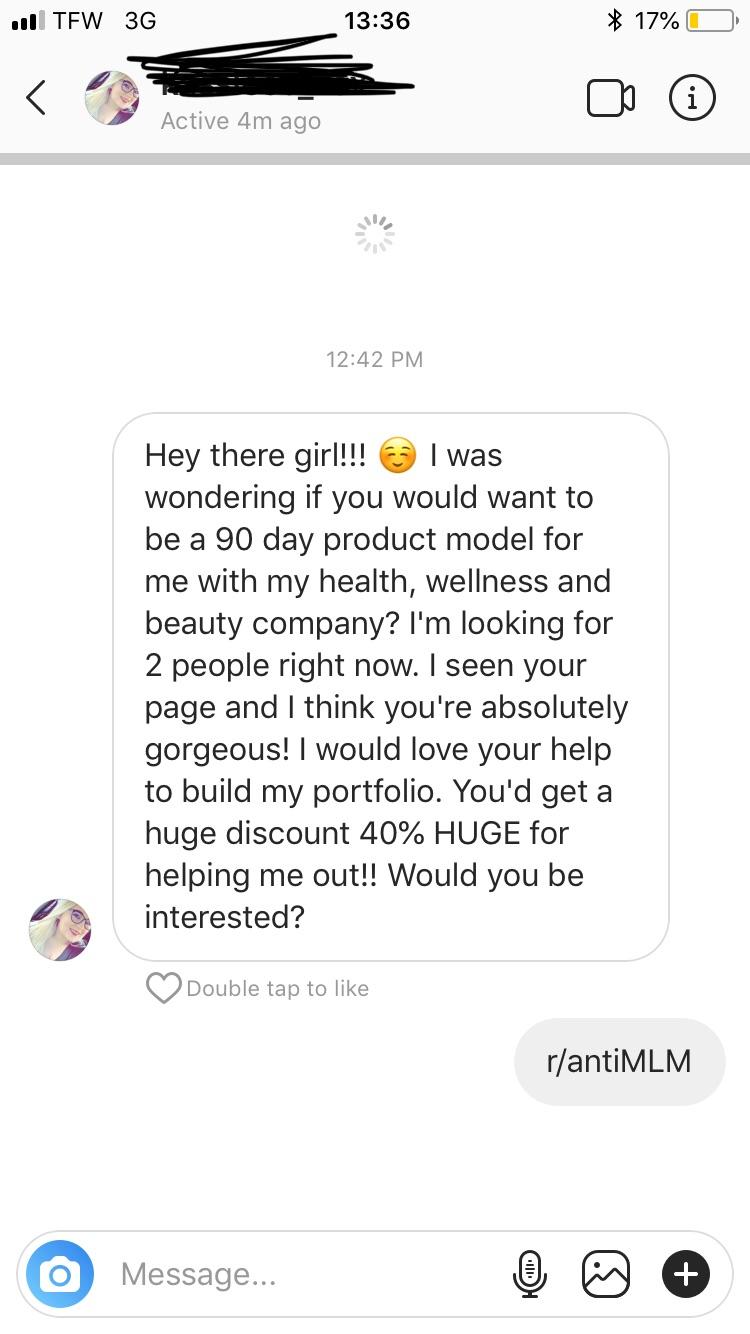 TFW 3G 13:36 17%
Active 4m ago
12:42 PM
Hey there girl!!! ☺️ I was
wondering if you would want to
be a 90 day product model for
me with my health, wellness and
beauty company? I'm looking for
2 people right now. I seen your
page and I think you're absolutely
gorgeous! I would love your help
to build my portfolio. You'd get a
huge discount 40% HUGE for
helping me out!! Would you be
interested?
Double tap to like
r/antiMLM
Message...